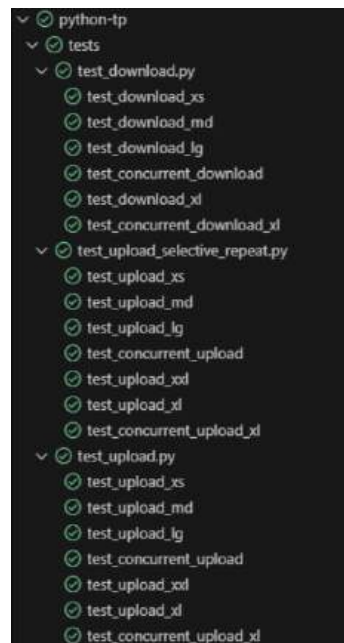 python-tp
tests
test_download.py
test_download_xs
test_download_md
test_download_lg
test_concurrent_download
test_download_xl
test_concurrent_download_xl
test_upload_selective_repeat.py
test_upload_xs
test_upload_md
test_upload_lg
test_concurrent_upload
test_upload_xxl
test_upload_xl
test_concurrent_upload_xl
test_upload.py
test_upload_xs
test_upload_md
test_upload_lg
test_concurrent_upload
test_upload_xxl
test_upload_xl
test_concurrent_upload_xl